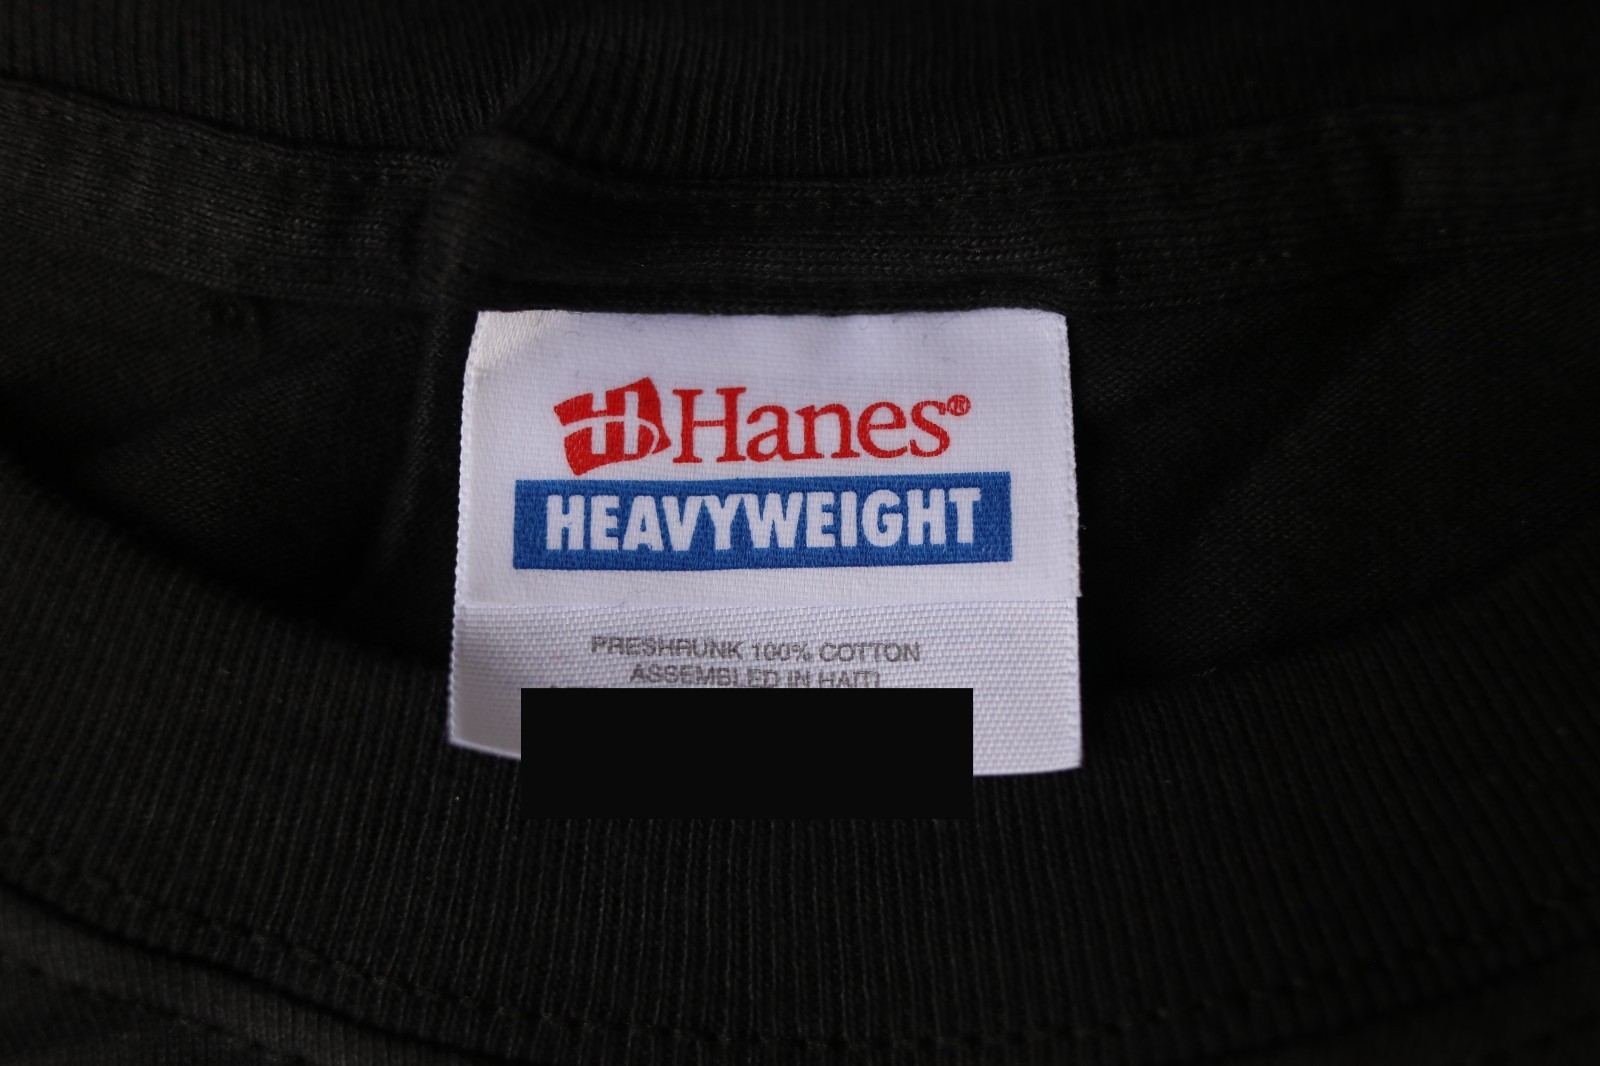 Hanes®
HEAVYWEIGHT
PRESHRUNK 100% COTTON
ASSEMBLED IN HAITI